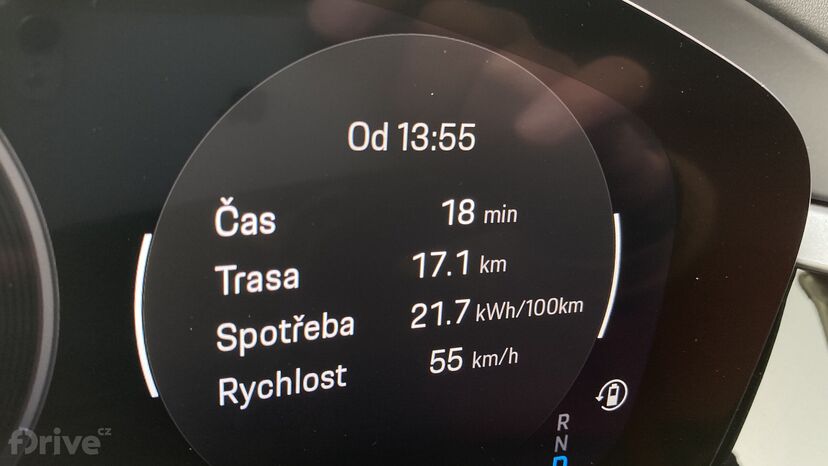 Od 13:55
Čas 18 min
Trasa 17.1 km
Spotřeba 21.7 kWh/100km
Rychlost 55 km/h
R
N
D
fDrive cz